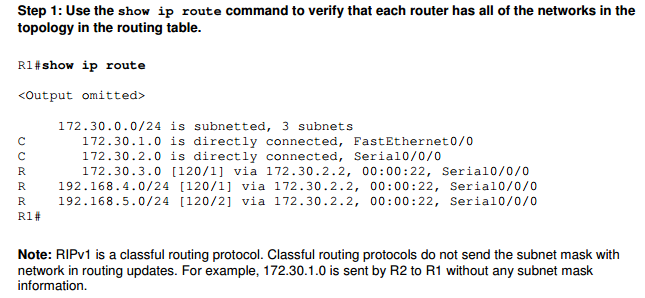 Step 1: Use the show ip route command to verify that each router has all of the networks in the
topology in the routing table.
R1#show ip route
<Output omitted>
172.30.0.0/24 is subnetted, 3 subnets
C 172.30.1.0 is directly connected, FastEthernet0/0
C 172.30.2.0 is directly connected, Serial0/0/0
R 172.30.3.0 [120/1] via 172.30.2.2, 00:00:22, Serial0/0/0
R 192.168.4.0/24 [120/1] via 172.30.2.2, 00:00:22, Serial0/0/0
R 192.168.5.0/24 [120/2] via 172.30.2.2, 00:00:22, Serial0/0/0
R1#
Note: RIPv1 is a classful routing protocol. Classful routing protocols do not send the subnet mask with
network in routing updates. For example, 172.30.1.0 is sent by R2 to R1 without any subnet mask
information.